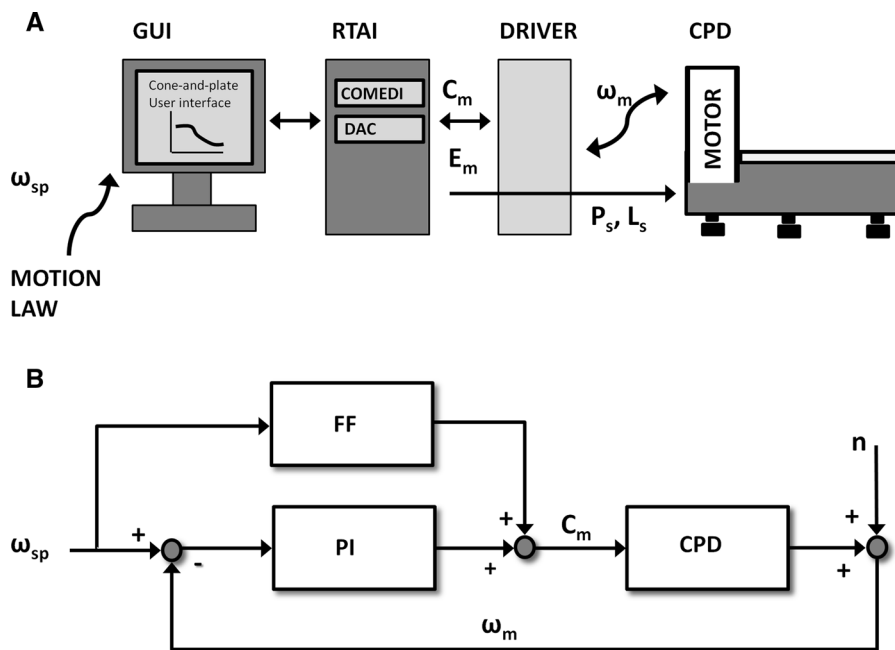 A
GUI
RTAI
DRIVER
CPD
Cone-and-plate
User interface
COMEDI
DAC
Cₘ
Eₘ
ωₘ
MOTOR
Pₛ, Lₛ
ωₛₚ
MOTION
LAW
B
FF
n
ωₛₚ
+
-
PI
+
+
Cₘ
CPD
+
+
ωₘ